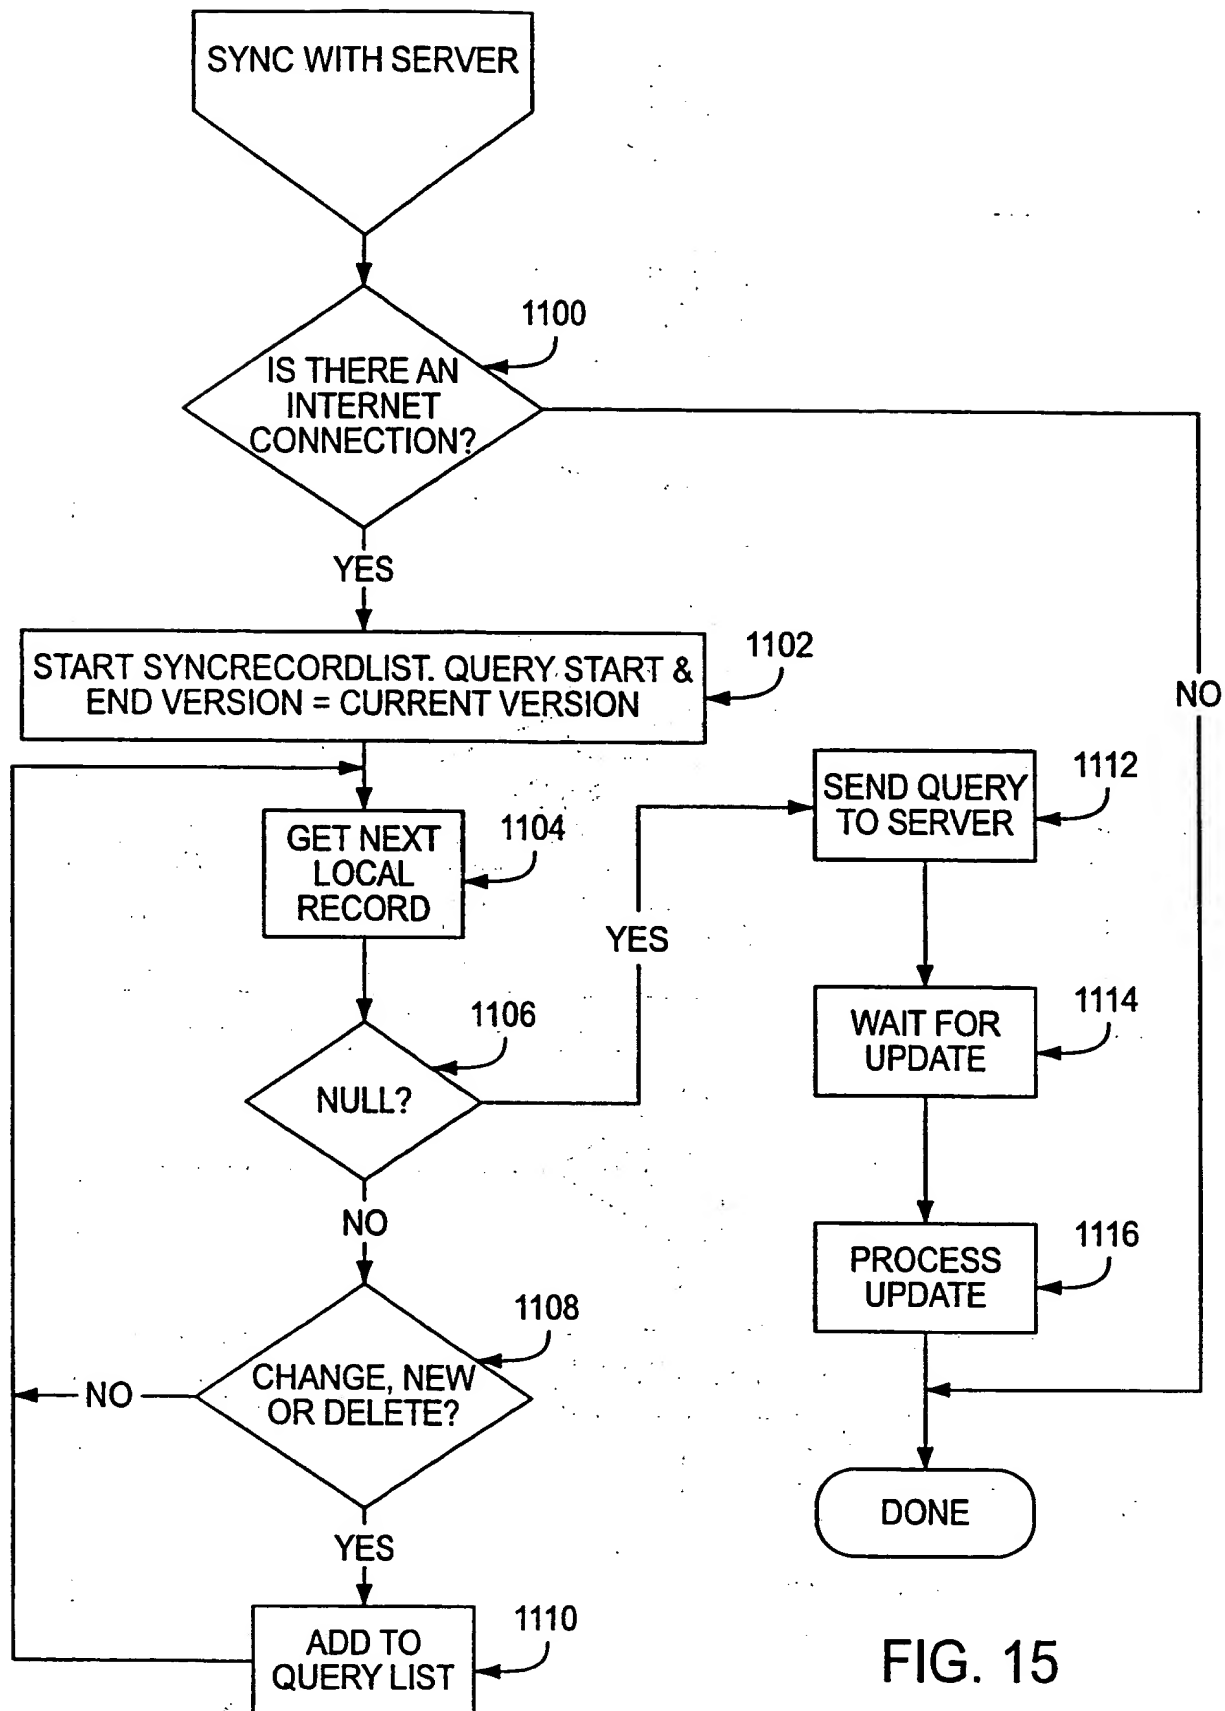 SYNC WITH SERVER
1100
IS THERE AN
INTERNET
CONNECTION?
YES
NO
1102
START SYNCRECORDLIST. QUERY START &
END VERSION = CURRENT VERSION
1104
GET NEXT
LOCAL
RECORD
1106
NULL?
YES
NO
1108
CHANGE, NEW
OR DELETE?
NO
YES
1110
ADD TO
QUERY LIST
1112
SEND QUERY
TO SERVER
1114
WAIT FOR
UPDATE
1116
PROCESS
UPDATE
DONE
FIG. 15